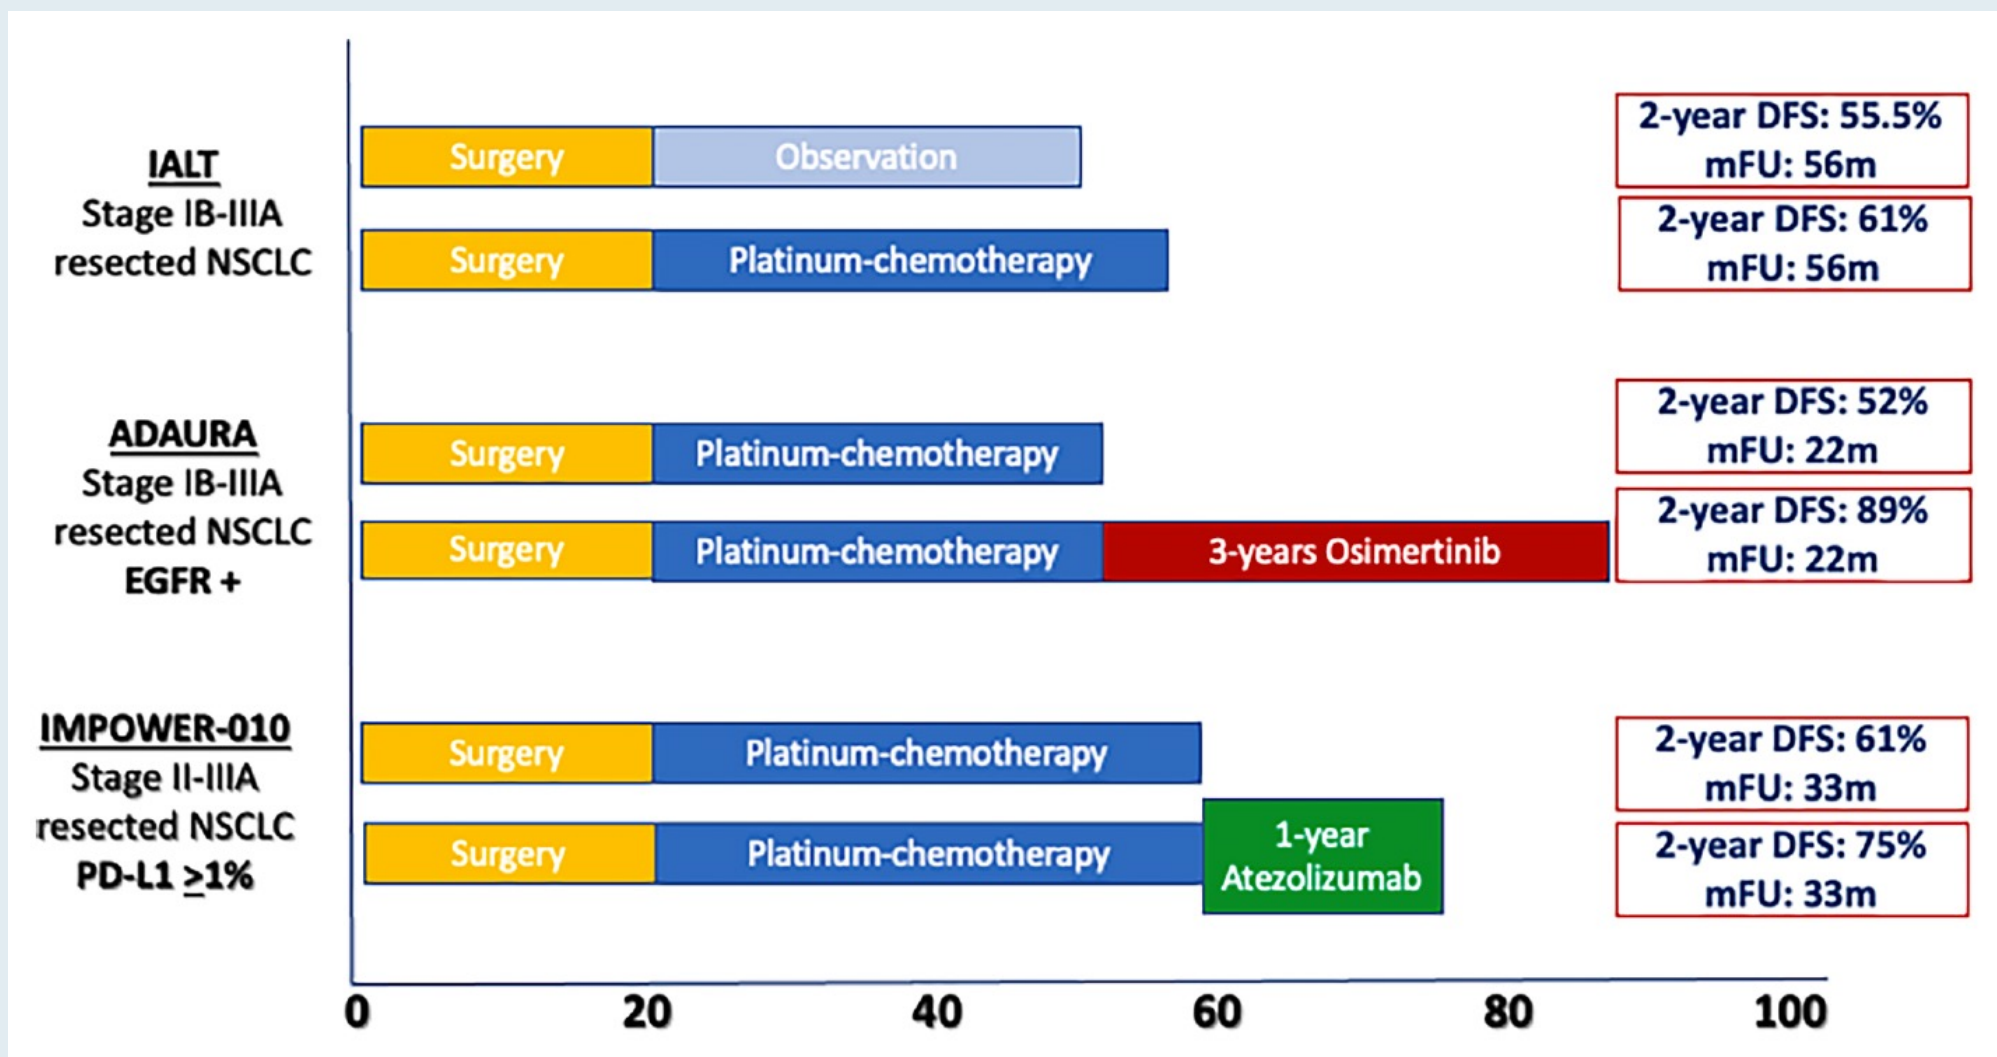 IALT
Stage IB-IIIA
resected NSCLC
Surgery
Observation
2-year DFS: 55.5%
mFU: 56m
Surgery
Platinum-chemotherapy
2-year DFS: 61%
mFU: 56m
ADAURA
Stage IB-IIIA
resected NSCLC
EGFR +
Surgery
Platinum-chemotherapy
2-year DFS: 52%
mFU: 22m
Surgery
Platinum-chemotherapy
3-years Osimertinib
2-year DFS: 89%
mFU: 22m
IMPOWER-010
Stage II-IIIA
resected NSCLC
PD-L1 ≥1%
Surgery
Platinum-chemotherapy
2-year DFS: 61%
mFU: 33m
Surgery
Platinum-chemotherapy
1-year
Atezolizumab
2-year DFS: 75%
mFU: 33m
0 20 40 60 80 100